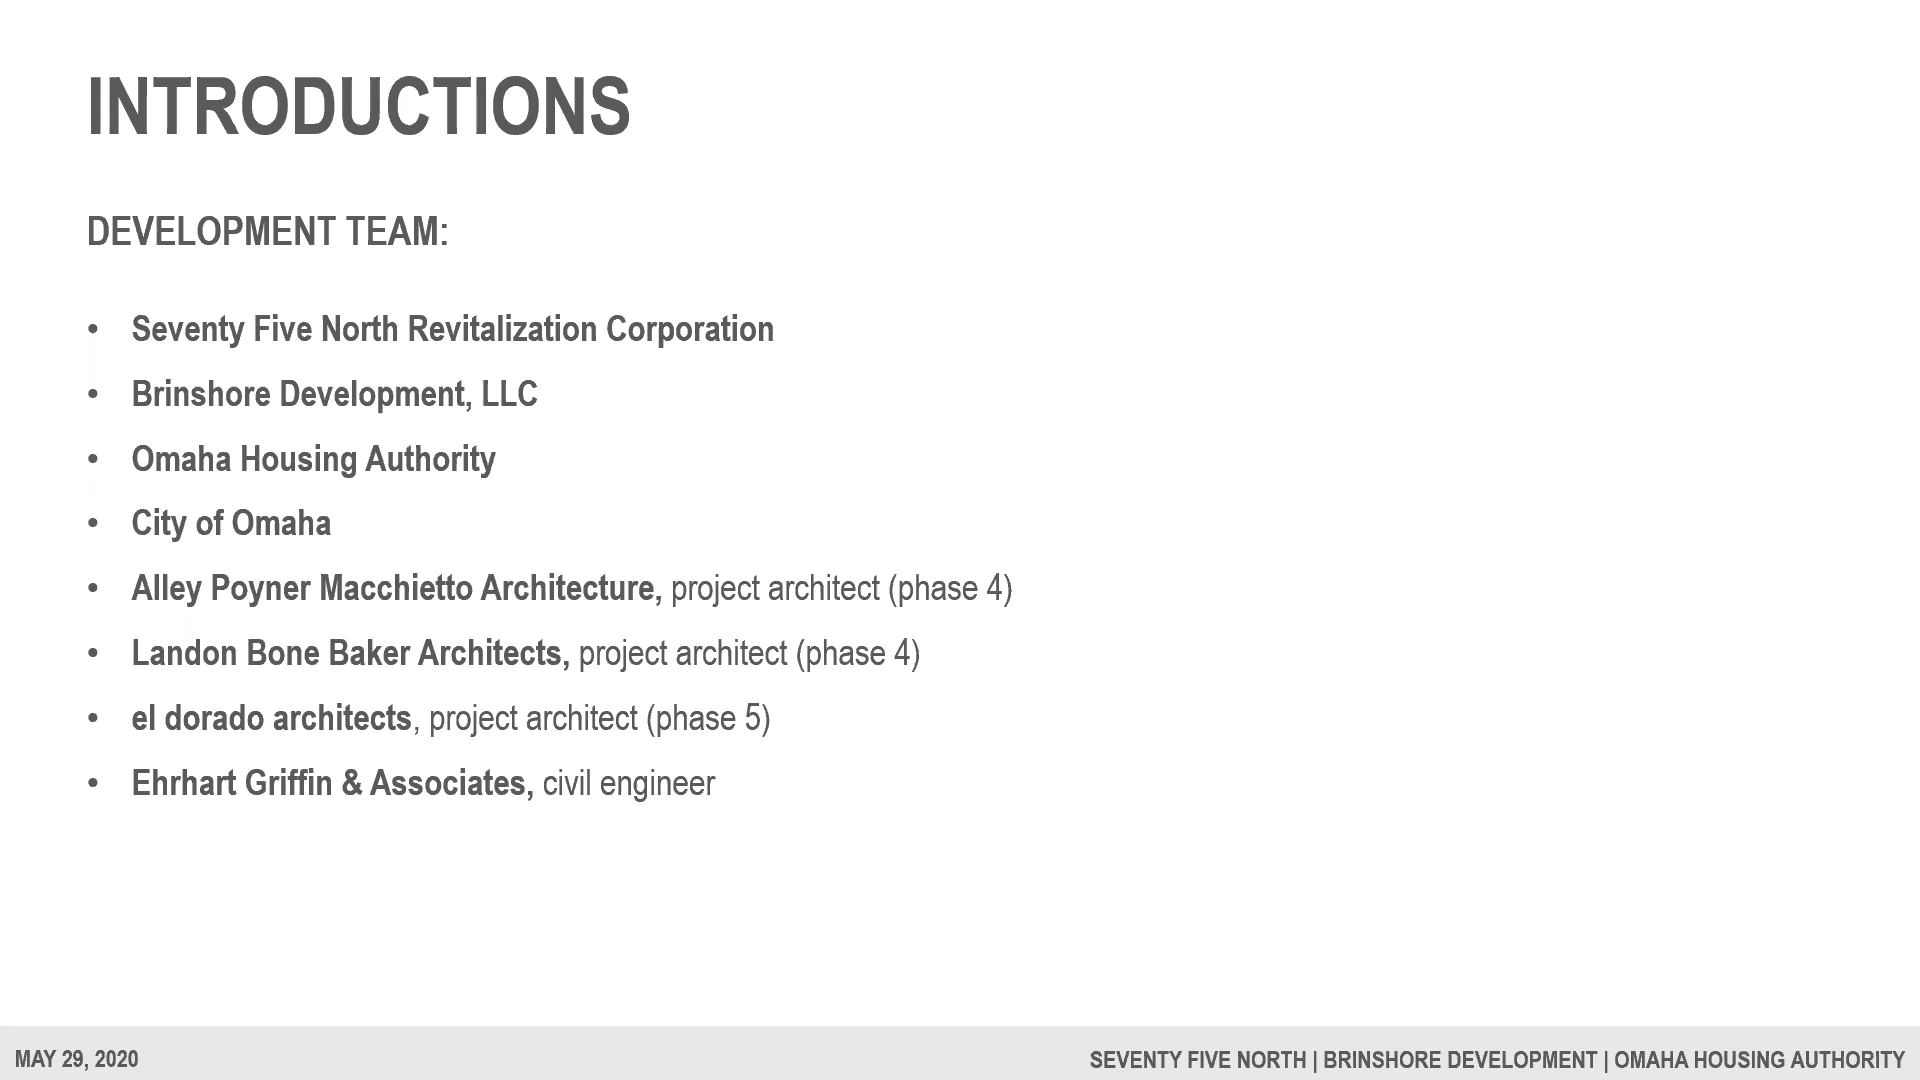 INTRODUCTIONS
DEVELOPMENT TEAM:
• Seventy Five North Revitalization Corporation
• Brinshore Development, LLC
• Omaha Housing Authority
• City of Omaha
• Alley Poyner Macchietto Architecture, project architect (phase 4)
• Landon Bone Baker Architects, project architect (phase 4)
• el dorado architects, project architect (phase 5)
• Ehrhart Griffin & Associates, civil engineer
MAY 29, 2020
SEVENTY FIVE NORTH | BRINSHORE DEVELOPMENT | OMAHA HOUSING AUTHORITY